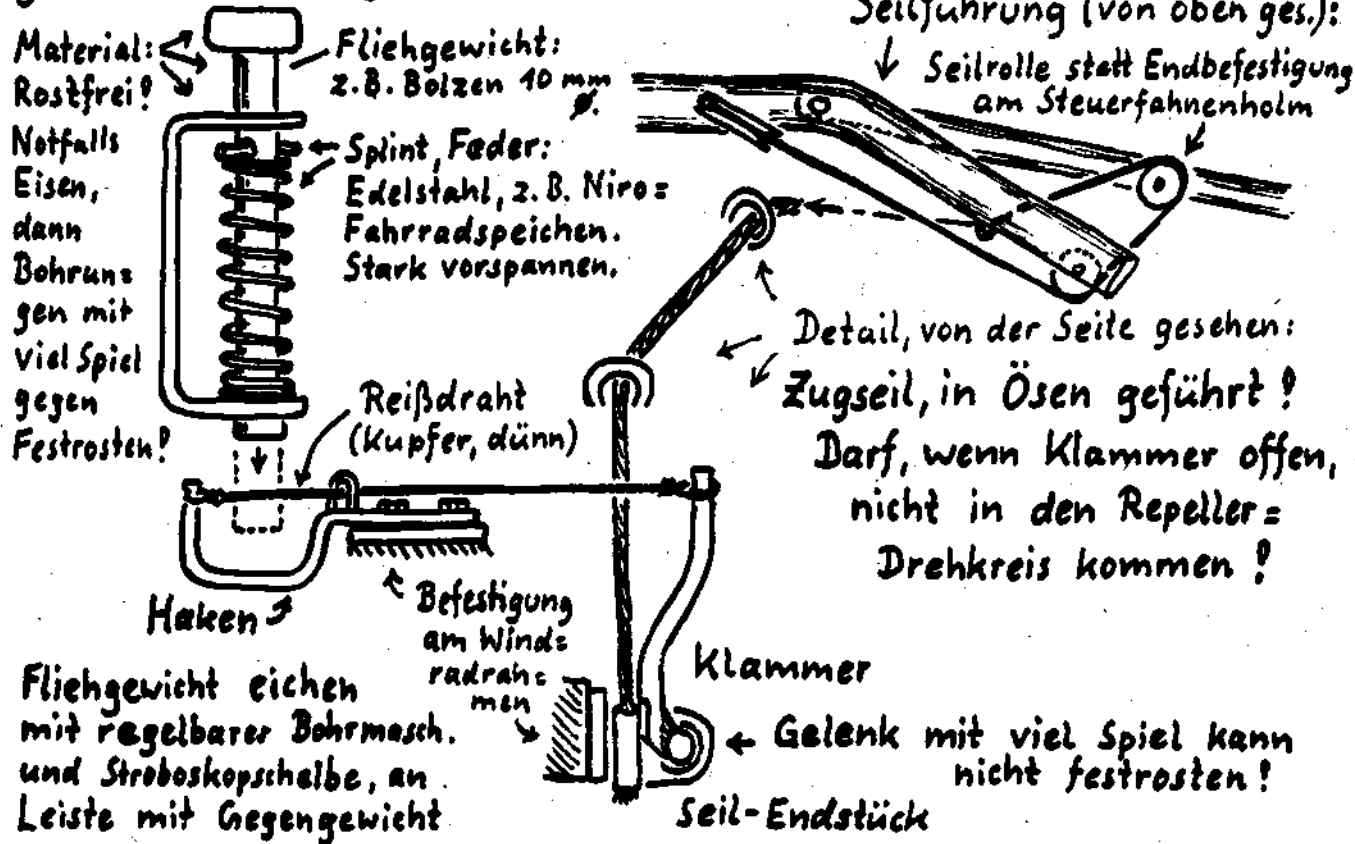 Seilführung (von oben ges.):
Material:
Rostfrei!
Notfalls
Eisen,
dann
Bohrun=
gen mit
viel Spiel
gegen
Festrosten!
Fliehgewicht:
z.B. Bolzen 10 mm
ø.
Splint, Feder:
Edelstahl, z.B. Niro=
Fahrradspeichen.
Stark vorspannen.
Seilrolle statt Endbefestigung
am Steuerfahnenholm
Detail, von der Seite gesehen:
Zugseil, in Ösen geführt!
Darf, wenn Klammer offen,
nicht in den Repeller=
Drehkreis kommen!
Reißdraht
(Kupfer, dünn)
Haken
Befestigung
am Wind=
radrah=
men
Klammer
Gelenk mit viel Spiel kann
nicht festrosten!
Seil-Endstück
Fliehgewicht eichen
mit regelbarer Bohrmasch.
und Stroboskopscheibe, an
Leiste mit Gegengewicht